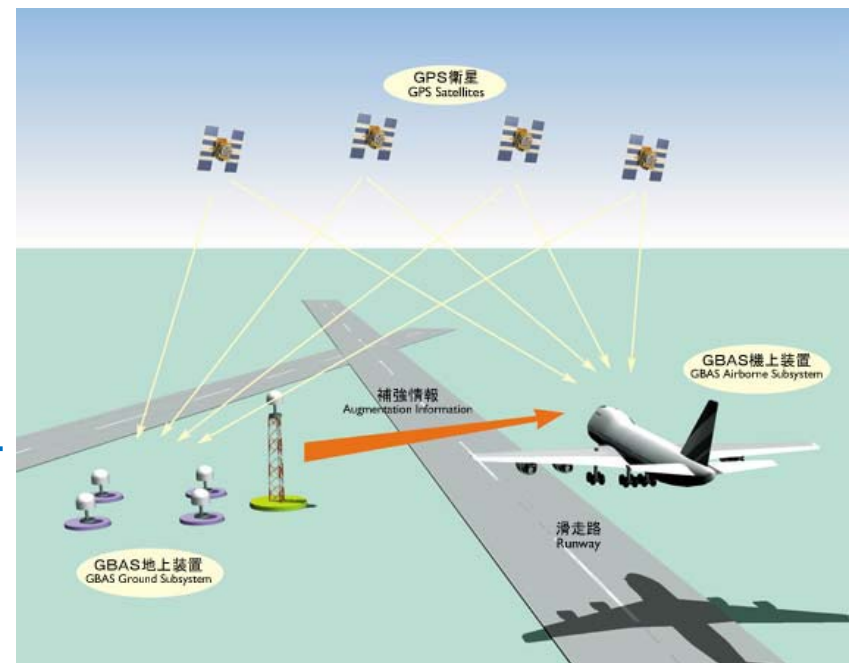 GPS衛星
GPS Satellites
GBAS機上装置
GBAS Airborne Subsystem
補強情報
Augmentation Information
滑走路
Runway
GBAS地上装置
GBAS Ground Subsystem